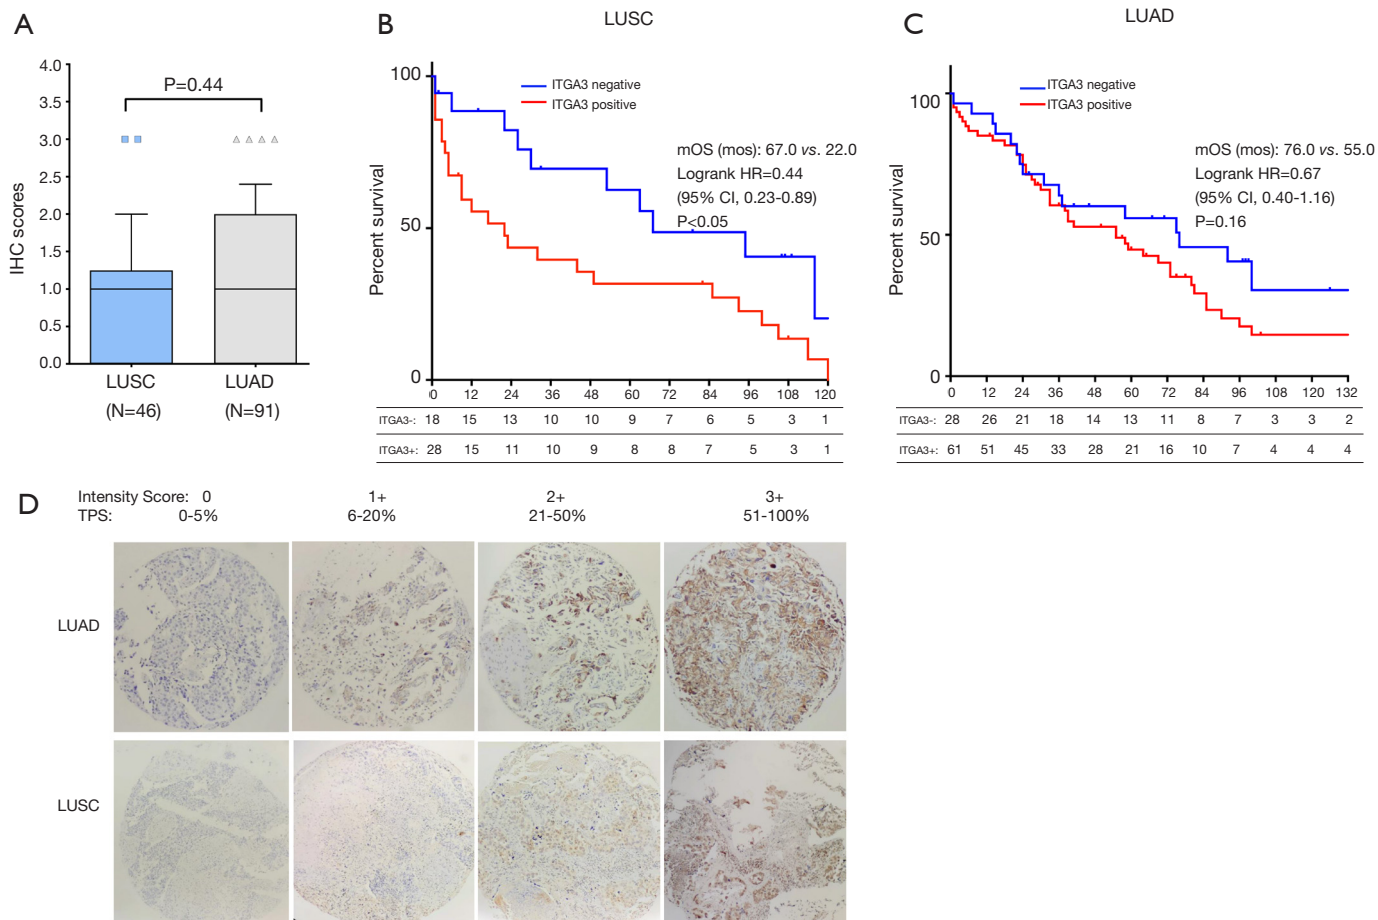 A
IHC scores
4.0
3.5
3.0
2.5
2.0
1.5
1.0
0.5
0.0
P=0.44
LUSC
(N=46)
LUAD
(N=91)
B
LUSC
Percent survival
100
50
0
ITGA3 negative
ITGA3 positive
mOS (mos): 67.0 vs. 22.0
Logrank HR=0.44
(95% CI, 0.23-0.89)
P<0.05
0 12 24 36 48 60 72 84 96 108 120
ITGA3-: 18 15 13 10 10 9 7 6 5 3 1
ITGA3+: 28 15 11 10 9 8 8 7 5 3 1
C
LUAD
Percent survival
100
50
0
ITGA3 negative
ITGA3 positive
mOS (mos): 76.0 vs. 55.0
Logrank HR=0.67
(95% CI, 0.40-1.16)
P=0.16
0 12 24 36 48 60 72 84 96 108 120 132
ITGA3-: 28 26 21 18 14 13 11 8 7 3 3 2
ITGA3+: 61 51 45 33 28 21 16 10 7 4 4 4
D
Intensity Score: 0 1+ 2+ 3+
TPS: 0-5% 6-20% 21-50% 51-100%
LUAD
LUSC